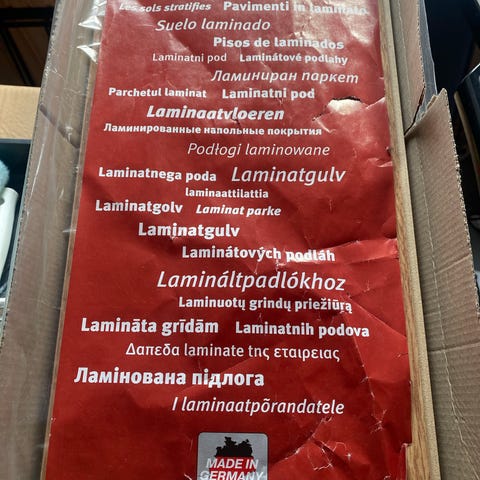 Les sols stratifiés Pavimenti in laminato
Suelo laminado
Pisos de laminados
Laminatni pod Laminátové podlahy
Ламиниран паркет
Parchetul laminat Laminatni pod
Laminaatvloeren
Ламинированные напольные покрытия
Podłogi laminowane
Laminatnega poda Laminatgulv
laminaattilattia
Laminatgolv Laminat parke
Laminatgulv
Laminátových podláh
Lamináltpadlókhoz
Laminuotų grindų priežiūrą
Lamināta grīdām Laminatnih podova
Δαπεδα laminate της εταιρειας
Ламінована підлога
I laminaatpõrandatele
MADE IN
GERMANY